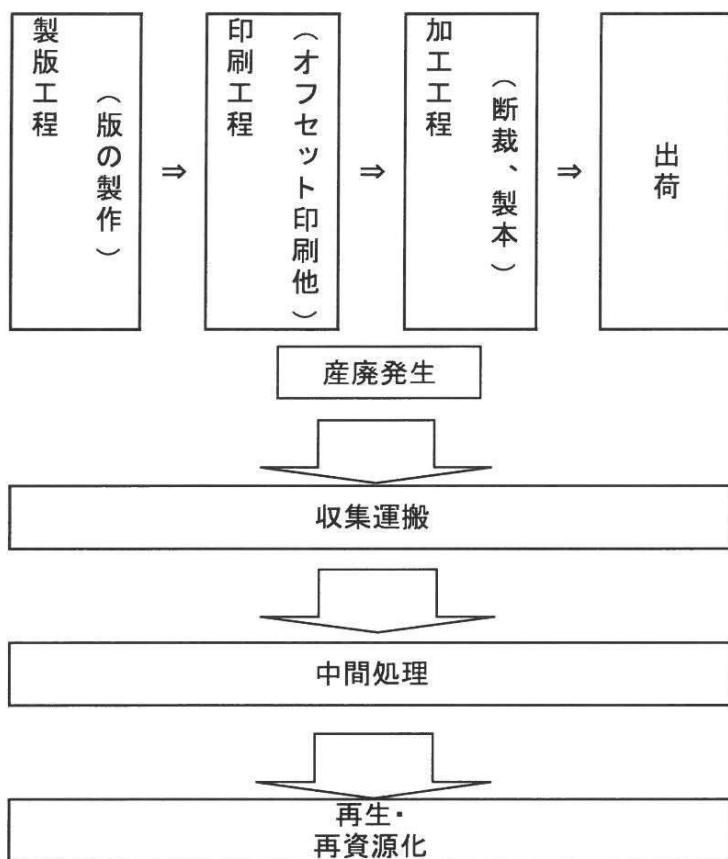 製版工程
（版の製作）
⇒
印刷工程
（オフセット印刷他）
⇒
加工工程
（断裁、製本）
⇒
出荷
産廃発生
収集運搬
中間処理
再生・
再資源化